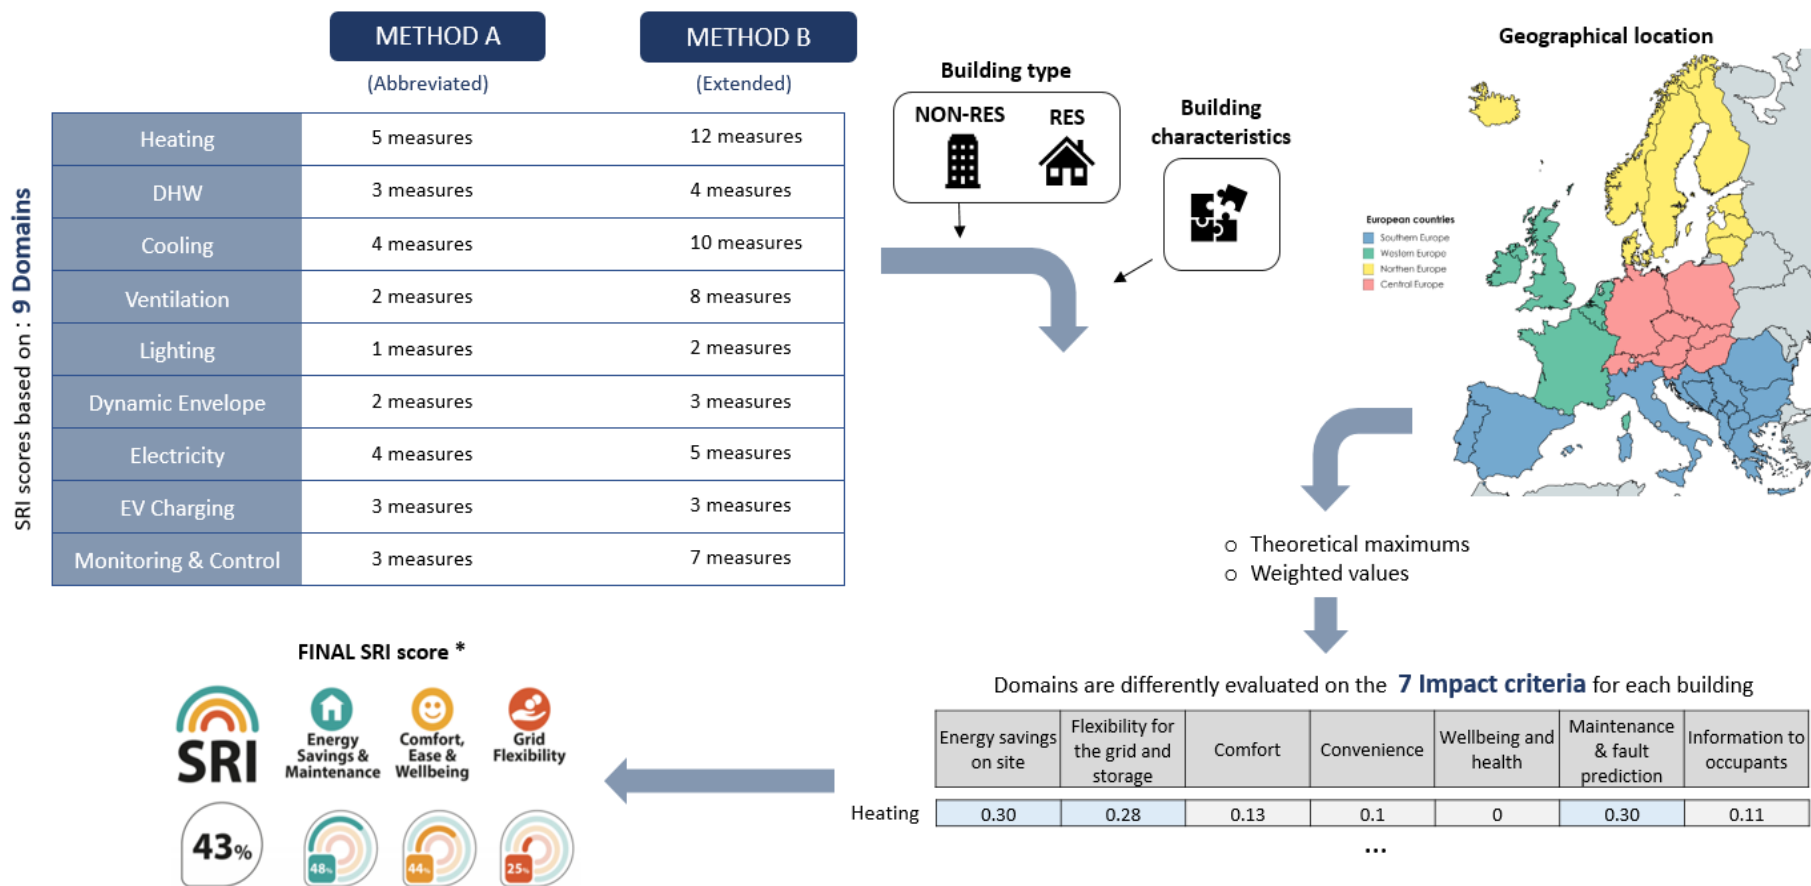 METHOD A
METHOD B
(Abbreviated)
(Extended)
SRI scores based on : 9 Domains
Heating 5 measures 12 measures
DHW 3 measures 4 measures
Cooling 4 measures 10 measures
Ventilation 2 measures 8 measures
Lighting 1 measures 2 measures
Dynamic Envelope 2 measures 3 measures
Electricity 4 measures 5 measures
EV Charging 3 measures 3 measures
Monitoring & Control 3 measures 7 measures
Building type
NON-RES
RES
Building
characteristics
Geographical location
European countries
Southern Europe
Western Europe
Northen Europe
Central Europe
o Theoretical maximums
o Weighted values
Domains are differently evaluated on the 7 Impact criteria for each building
Energy savings
on site
Flexibility for
the grid and
storage
Comfort
Convenience
Wellbeing and
health
Maintenance
& fault
prediction
Information to
occupants
Heating 0.30 0.28 0.13 0.1 0 0.30 0.11
...
FINAL SRI score *
SRI
Energy
Savings &
Maintenance
Comfort,
Ease &
Wellbeing
Grid
Flexibility
43%
48%
44%
25%